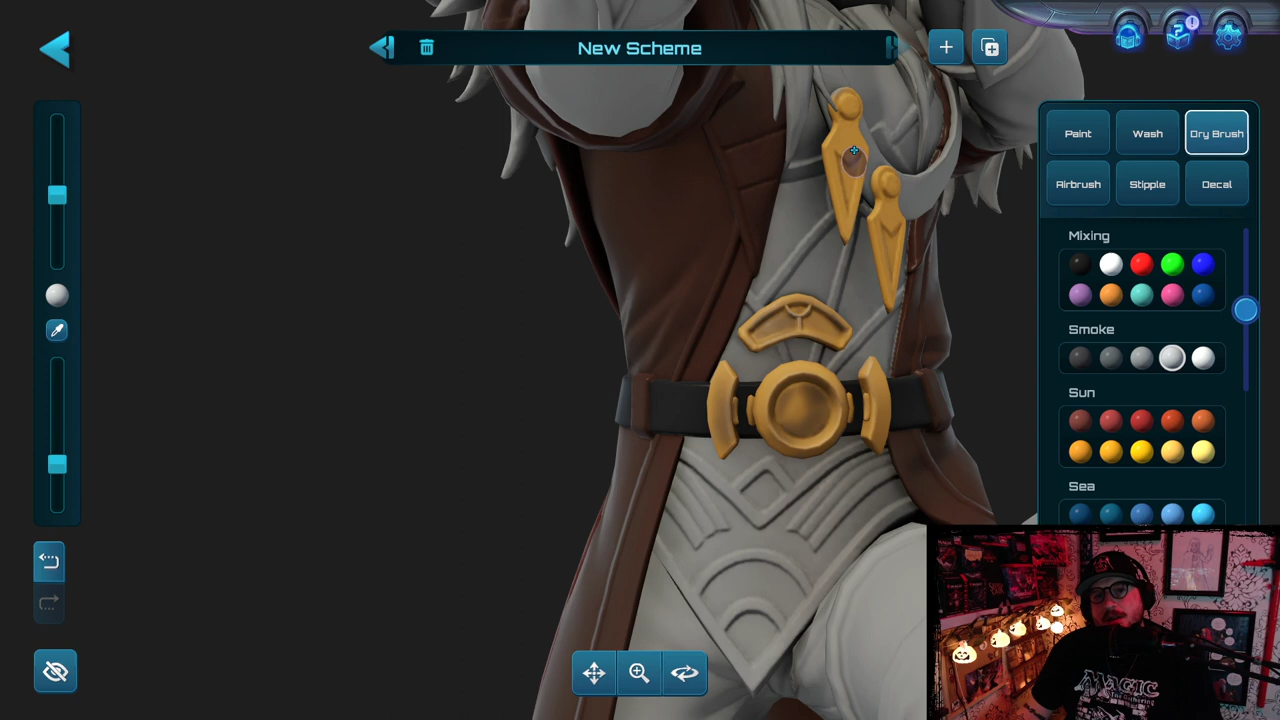 New Scheme
Paint
Wash
Dry Brush
Airbrush
Stipple
Decal
Mixing
Smoke
Sun
Sea
MAGIC